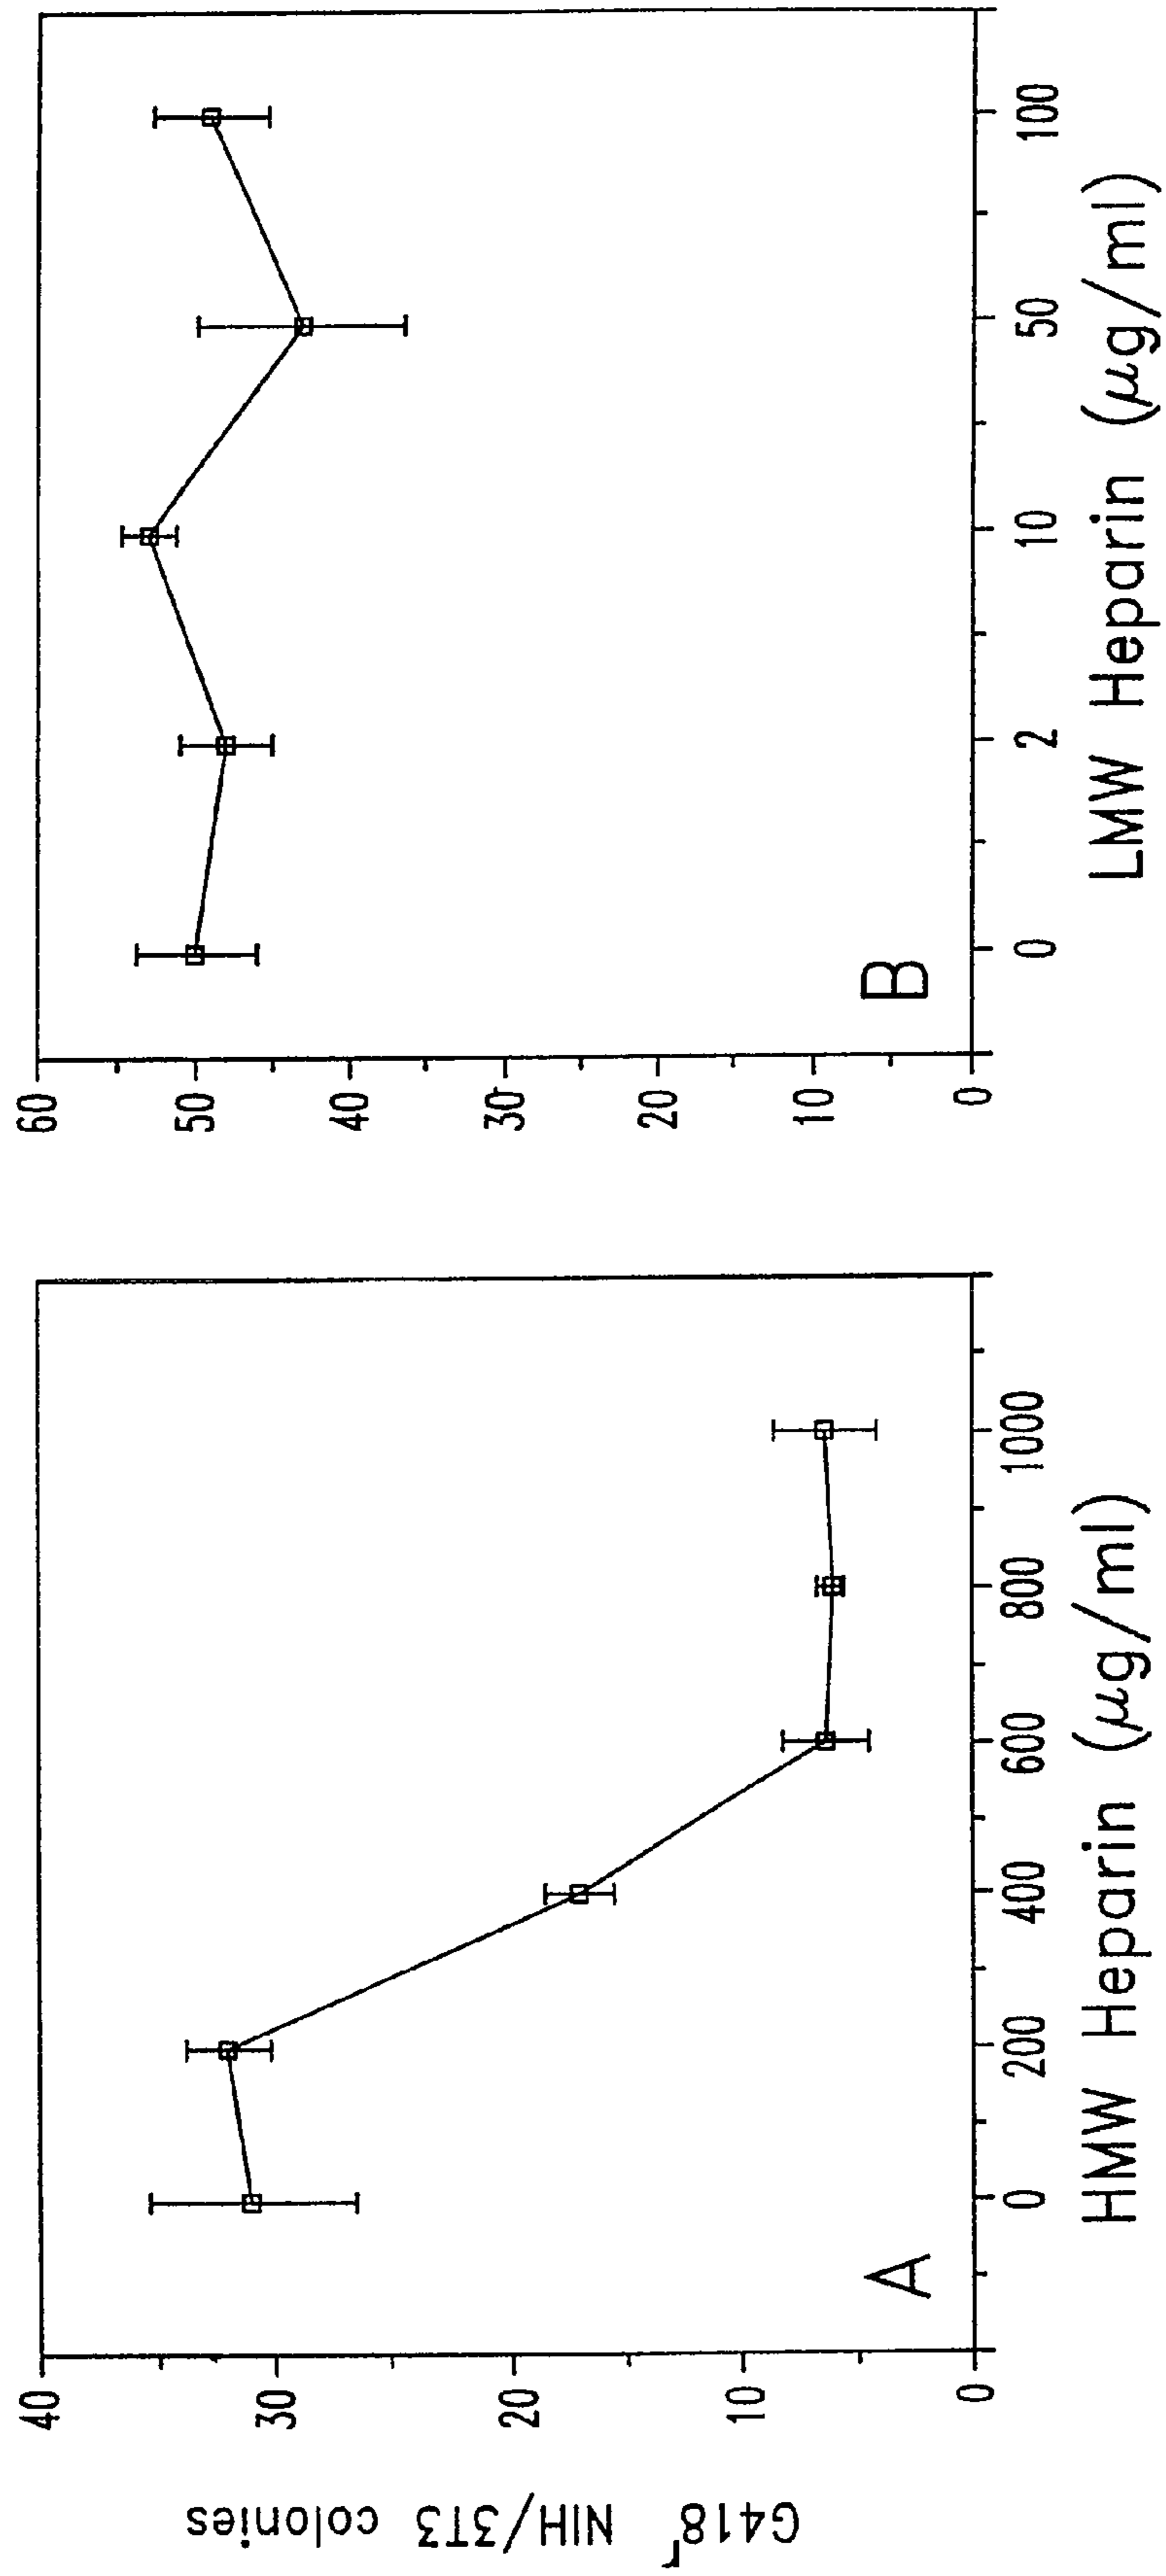 G418r NIH/3T3 colonies
40
30
20
10
0
A
0 200 400 600 800 1000
HMW Heparin (μg/ml)
60
50
40
30
20
10
0
B
0 2 10 50 100
LMW Heparin (μg/ml)